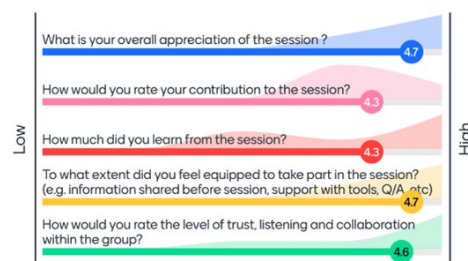 What is your overall appreciation of the session ?
4.7
How would you rate your contribution to the session?
4.3
How much did you learn from the session?
4.3
To what extent did you feel equipped to take part in the session?
(e.g. information shared before session, support with tools, Q/A, etc)
4.7
How would you rate the level of trust, listening and collaboration
within the group?
4.6
Low
High